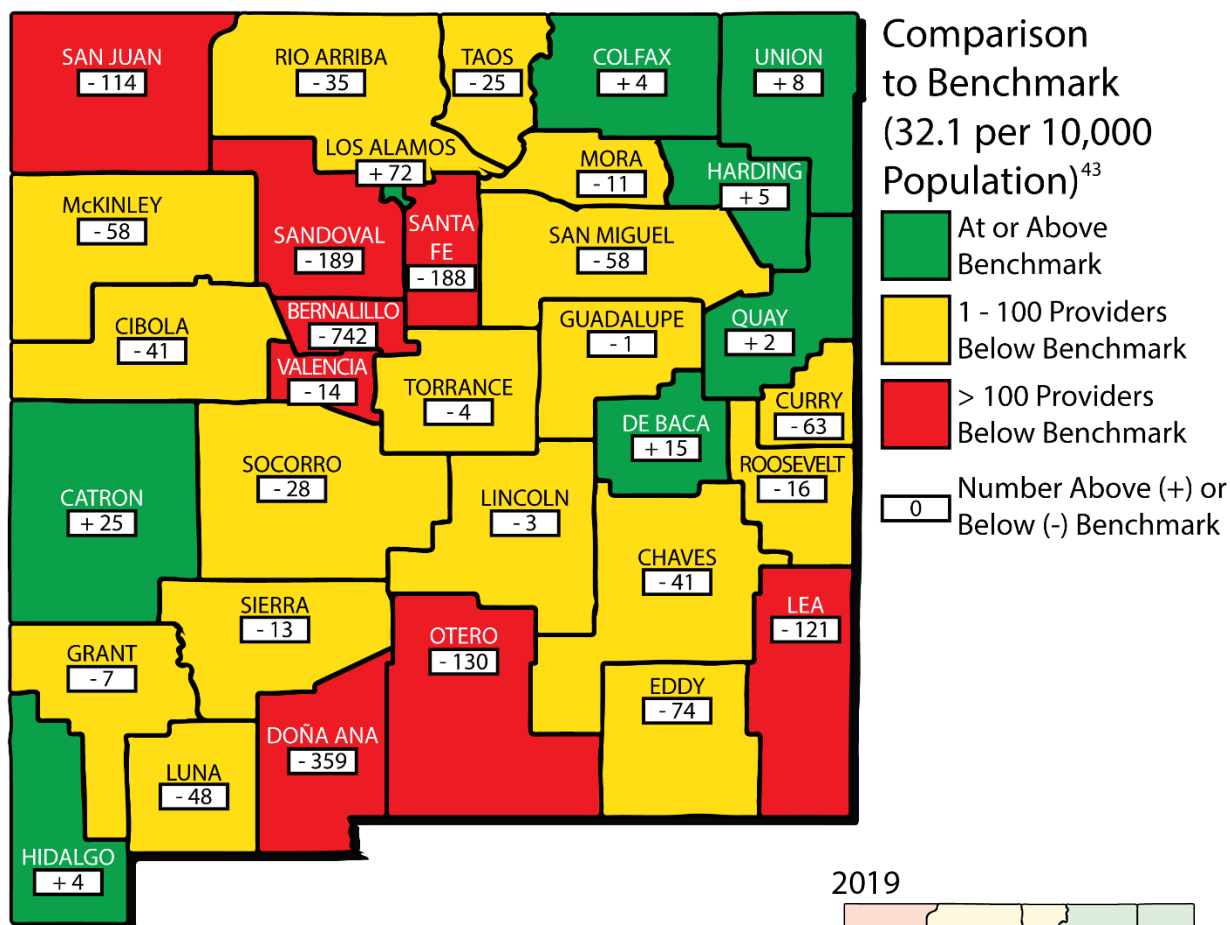 Comparison
to Benchmark
(32.1 per 10,000
Population)43
At or Above
Benchmark
1 - 100 Providers
Below Benchmark
> 100 Providers
Below Benchmark
0
Number Above (+) or
Below (-) Benchmark
SAN JUAN
- 114
RIO ARRIBA
- 35
TAOS
- 25
COLFAX
+ 4
UNION
+ 8
LOS ALAMOS
+ 72
MORA
- 11
HARDING
+ 5
McKINLEY
- 58
SANDOVAL
- 189
SANTA
FE
- 188
SAN MIGUEL
- 58
CIBOLA
- 41
BERNALILLO
- 742
VALENCIA
- 14
TORRANCE
- 4
GUADALUPE
- 1
QUAY
+ 2
CURRY
- 63
DE BACA
+ 15
ROOSEVELT
- 16
CATRON
+ 25
SOCORRO
- 28
LINCOLN
- 3
CHAVES
- 41
SIERRA
- 13
OTERO
- 130
LEA
- 121
GRANT
- 7
EDDY
- 74
DOÑA ANA
- 359
LUNA
- 48
HIDALGO
+ 4
2019